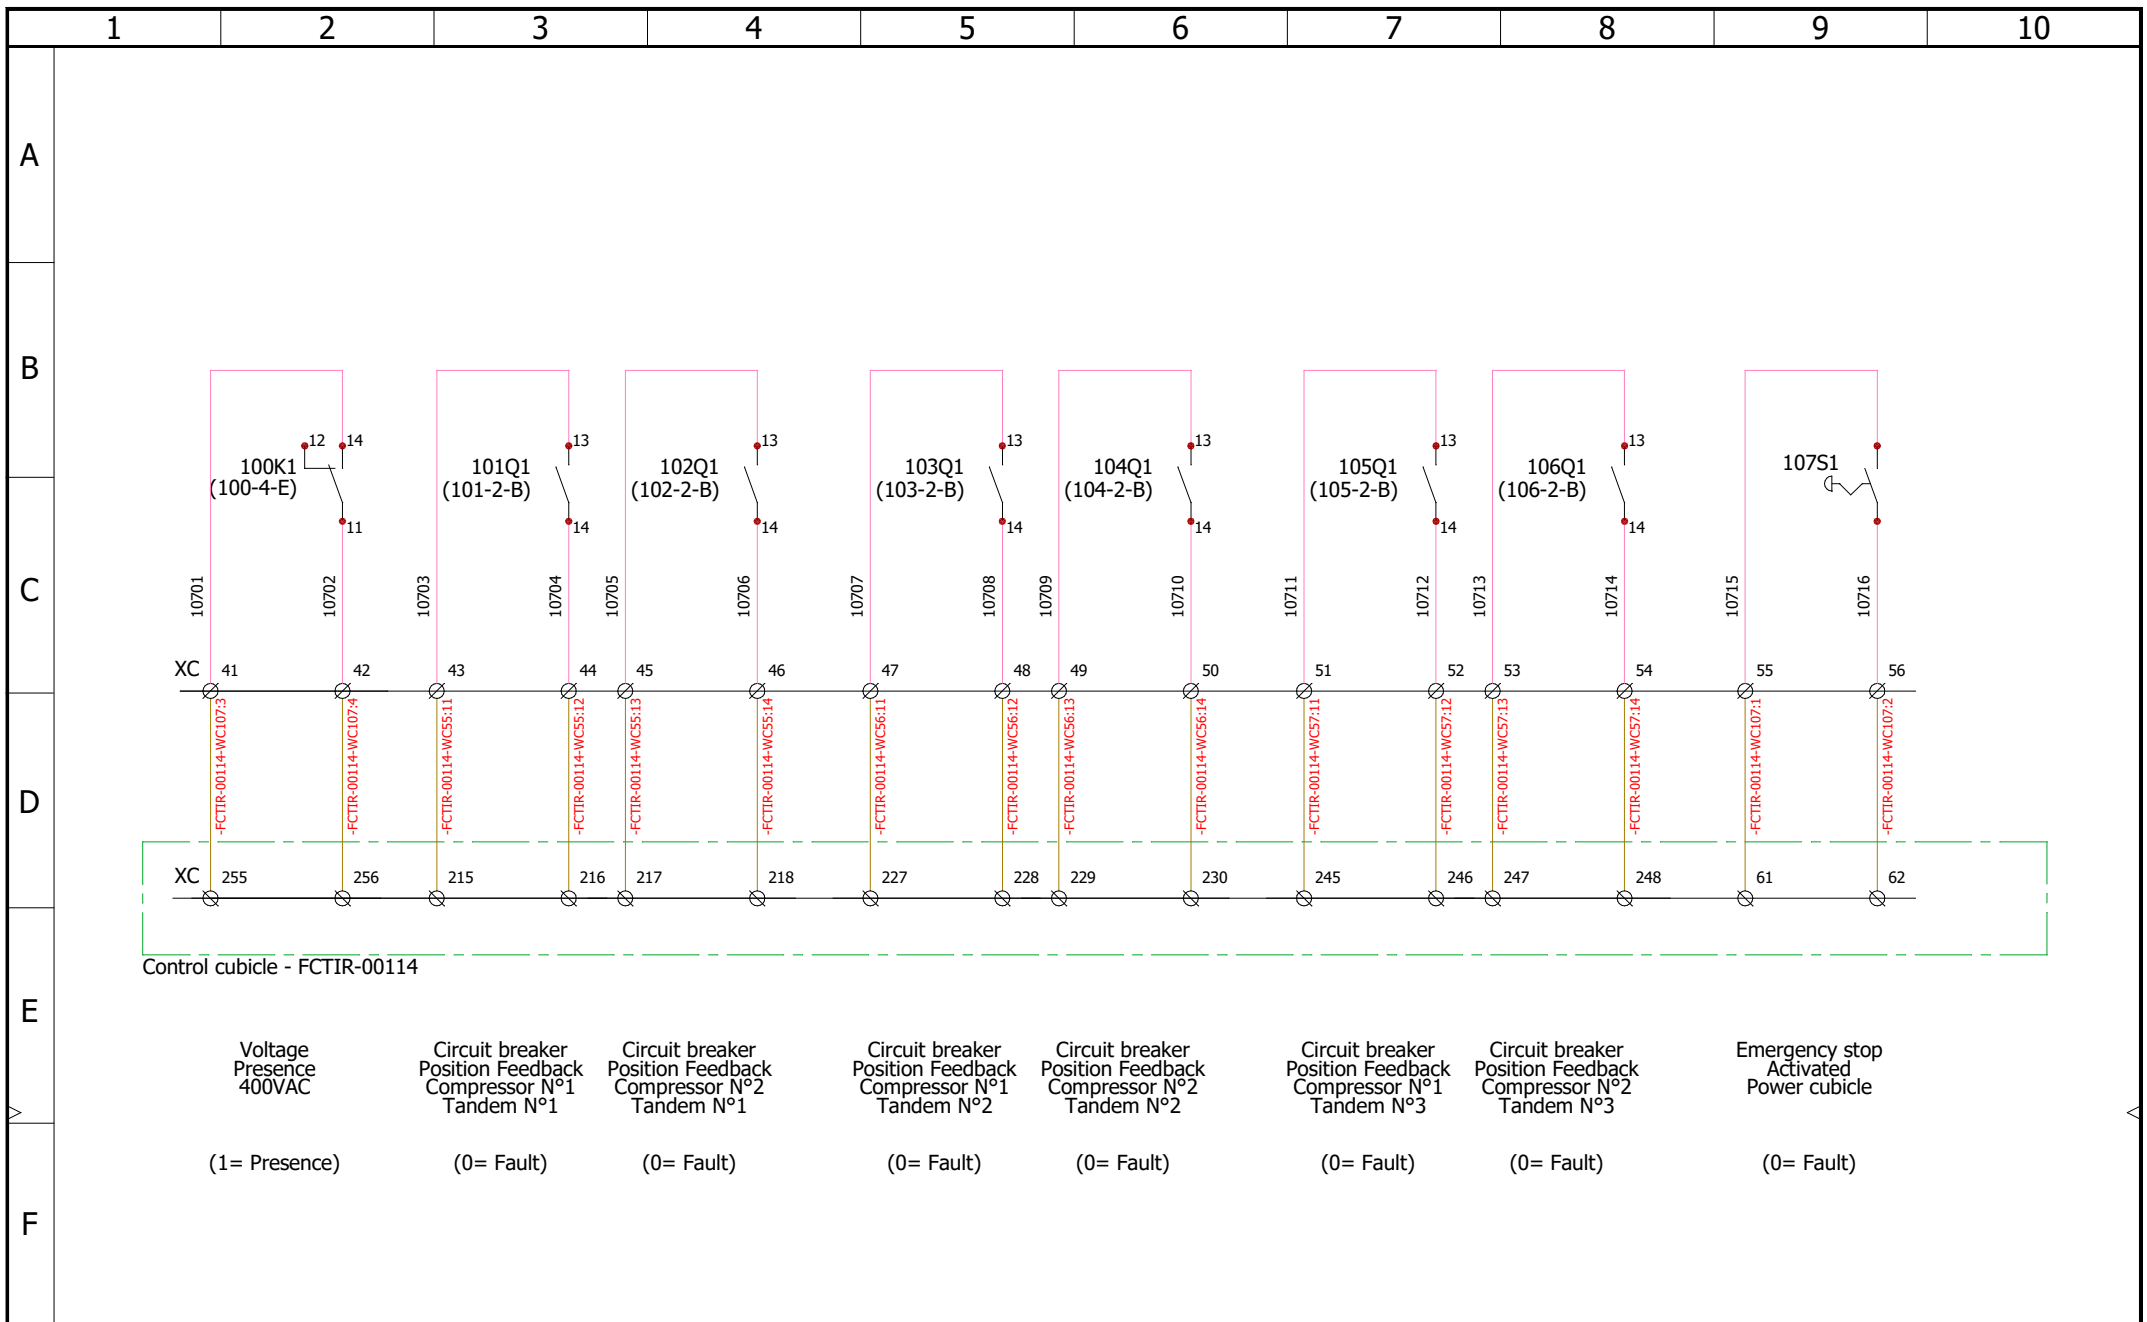 1 2 3 4 5 6 7 8 9 10
A
B
C
D
E
F
12 14
100K1
(100-4-E)
11
13
101Q1
(101-2-B)
14
13
102Q1
(102-2-B)
14
13
103Q1
(103-2-B)
14
13
104Q1
(104-2-B)
14
13
105Q1
(105-2-B)
14
13
106Q1
(106-2-B)
14
107S1
10701 10702 10703 10704 10705 10706 10707 10708 10709 10710 10711 10712 10713 10714 10715 10716
XC 41 42 43 44 45 46 47 48 49 50 51 52 53 54 55 56
-FCTIR-00114-WC107:3
-FCTIR-00114-WC107:4
-FCTIR-00114-WC55:11
-FCTIR-00114-WC55:12
-FCTIR-00114-WC55:13
-FCTIR-00114-WC55:14
-FCTIR-00114-WC56:11
-FCTIR-00114-WC56:12
-FCTIR-00114-WC56:13
-FCTIR-00114-WC56:14
-FCTIR-00114-WC57:11
-FCTIR-00114-WC57:12
-FCTIR-00114-WC57:13
-FCTIR-00114-WC57:14
-FCTIR-00114-WC107:1
-FCTIR-00114-WC107:2
XC 255 256 215 216 217 218 227 228 229 230 245 246 247 248 61 62
Control cubicle - FCTIR-00114
Voltage
Presence
400VAC
(1= Presence)
Circuit breaker
Position Feedback
Compressor N°1
Tandem N°1
(0= Fault)
Circuit breaker
Position Feedback
Compressor N°2
Tandem N°1
(0= Fault)
Circuit breaker
Position Feedback
Compressor N°1
Tandem N°2
(0= Fault)
Circuit breaker
Position Feedback
Compressor N°2
Tandem N°2
(0= Fault)
Circuit breaker
Position Feedback
Compressor N°1
Tandem N°3
(0= Fault)
Circuit breaker
Position Feedback
Compressor N°2
Tandem N°3
(0= Fault)
Emergency stop
Activated
Power cubicle
(0= Fault)